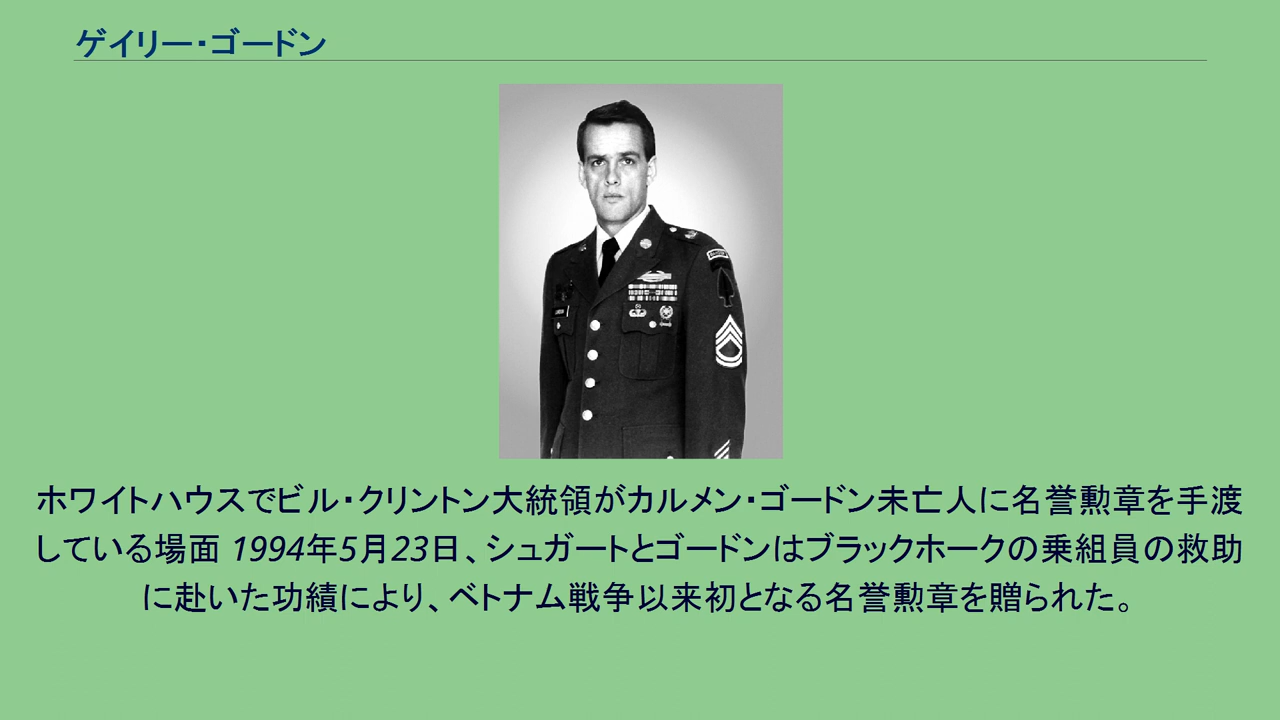 ゲイリー・ゴードン
ホワイトハウスでビル・クリントン大統領がカルメン・ゴードン未亡人に名誉勲章を手渡
している場面 1994年5月23日、シュガートとゴードンはブラックホークの乗組員の救助
に赴いた功績により、ベトナム戦争以来初となる名誉勲章を贈られた。